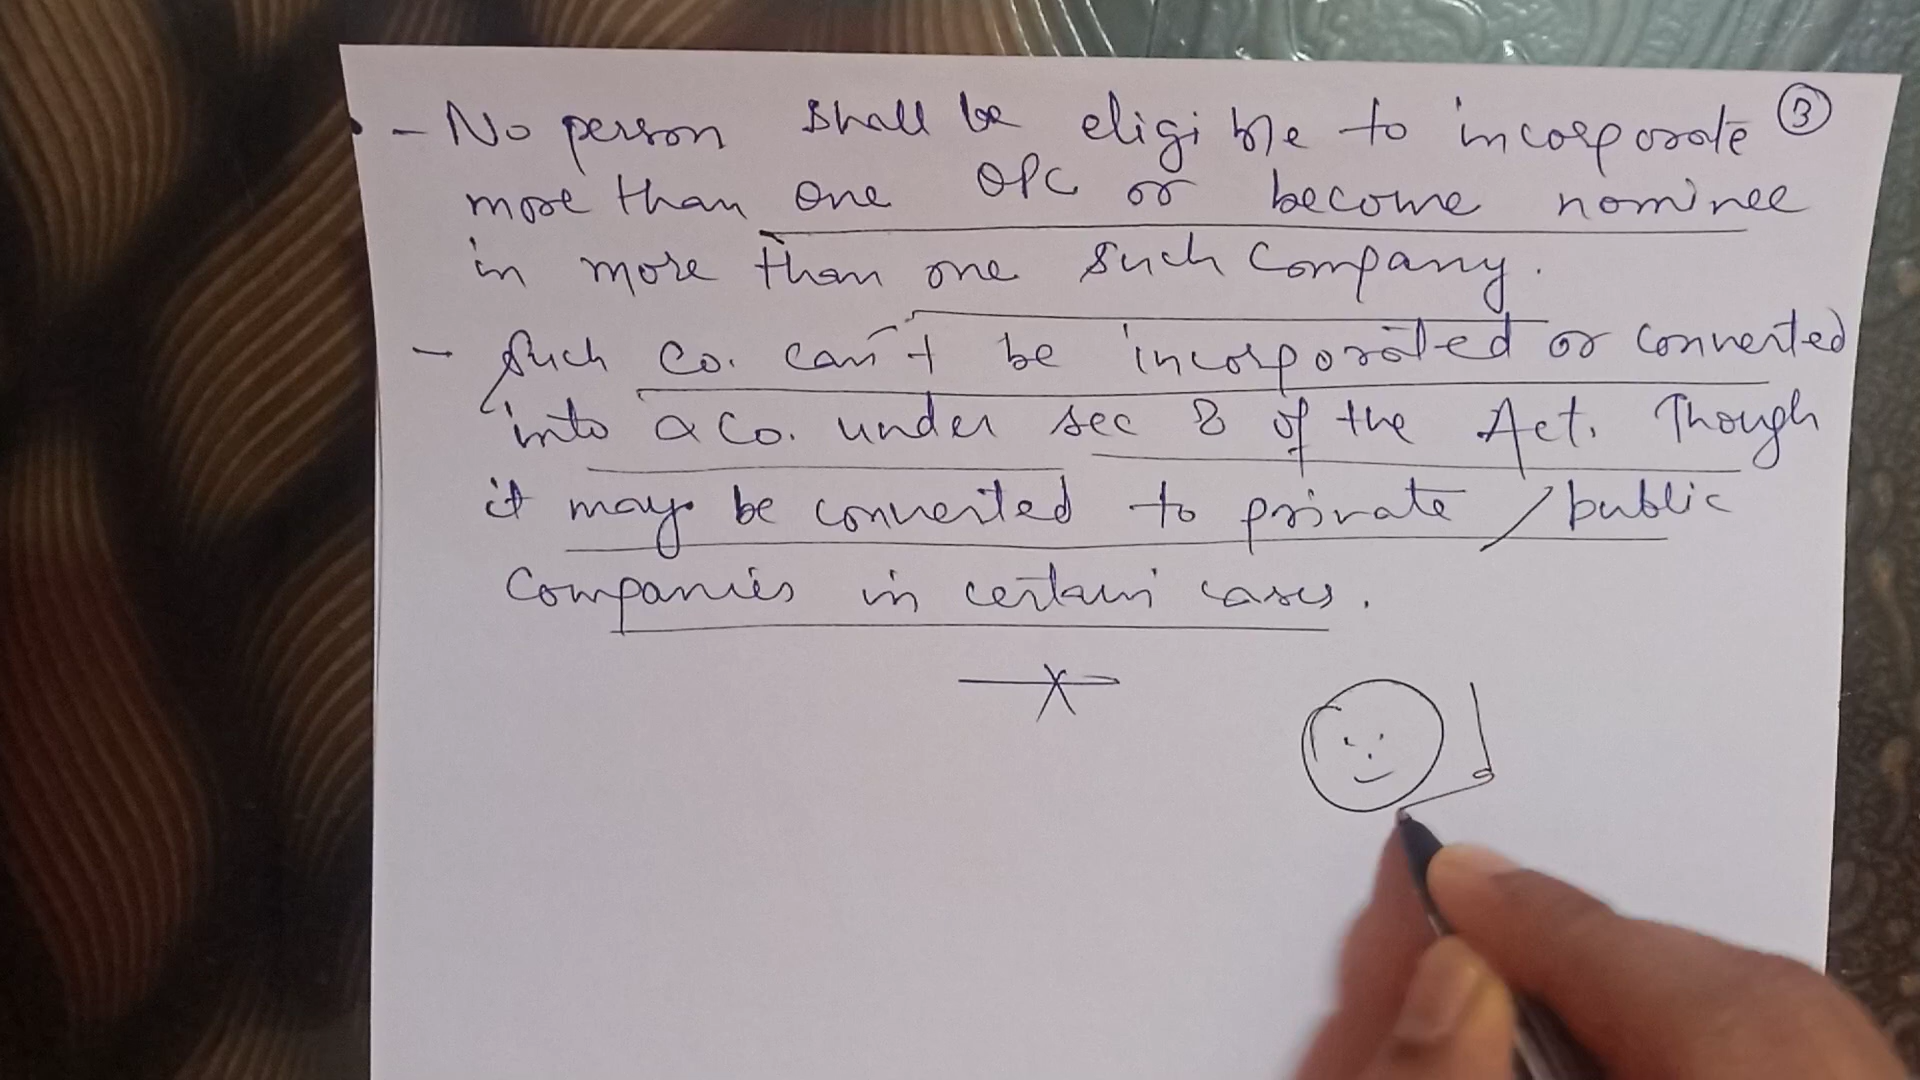 - No person shall be eligible to incorporate ③
more than one OPC or become nominee
in more than one such Company.
- Such Co. can't be incorporated or converted
into a Co. under sec 8 of the Act. Though
it may be converted to private / public
Companies in certain cases.